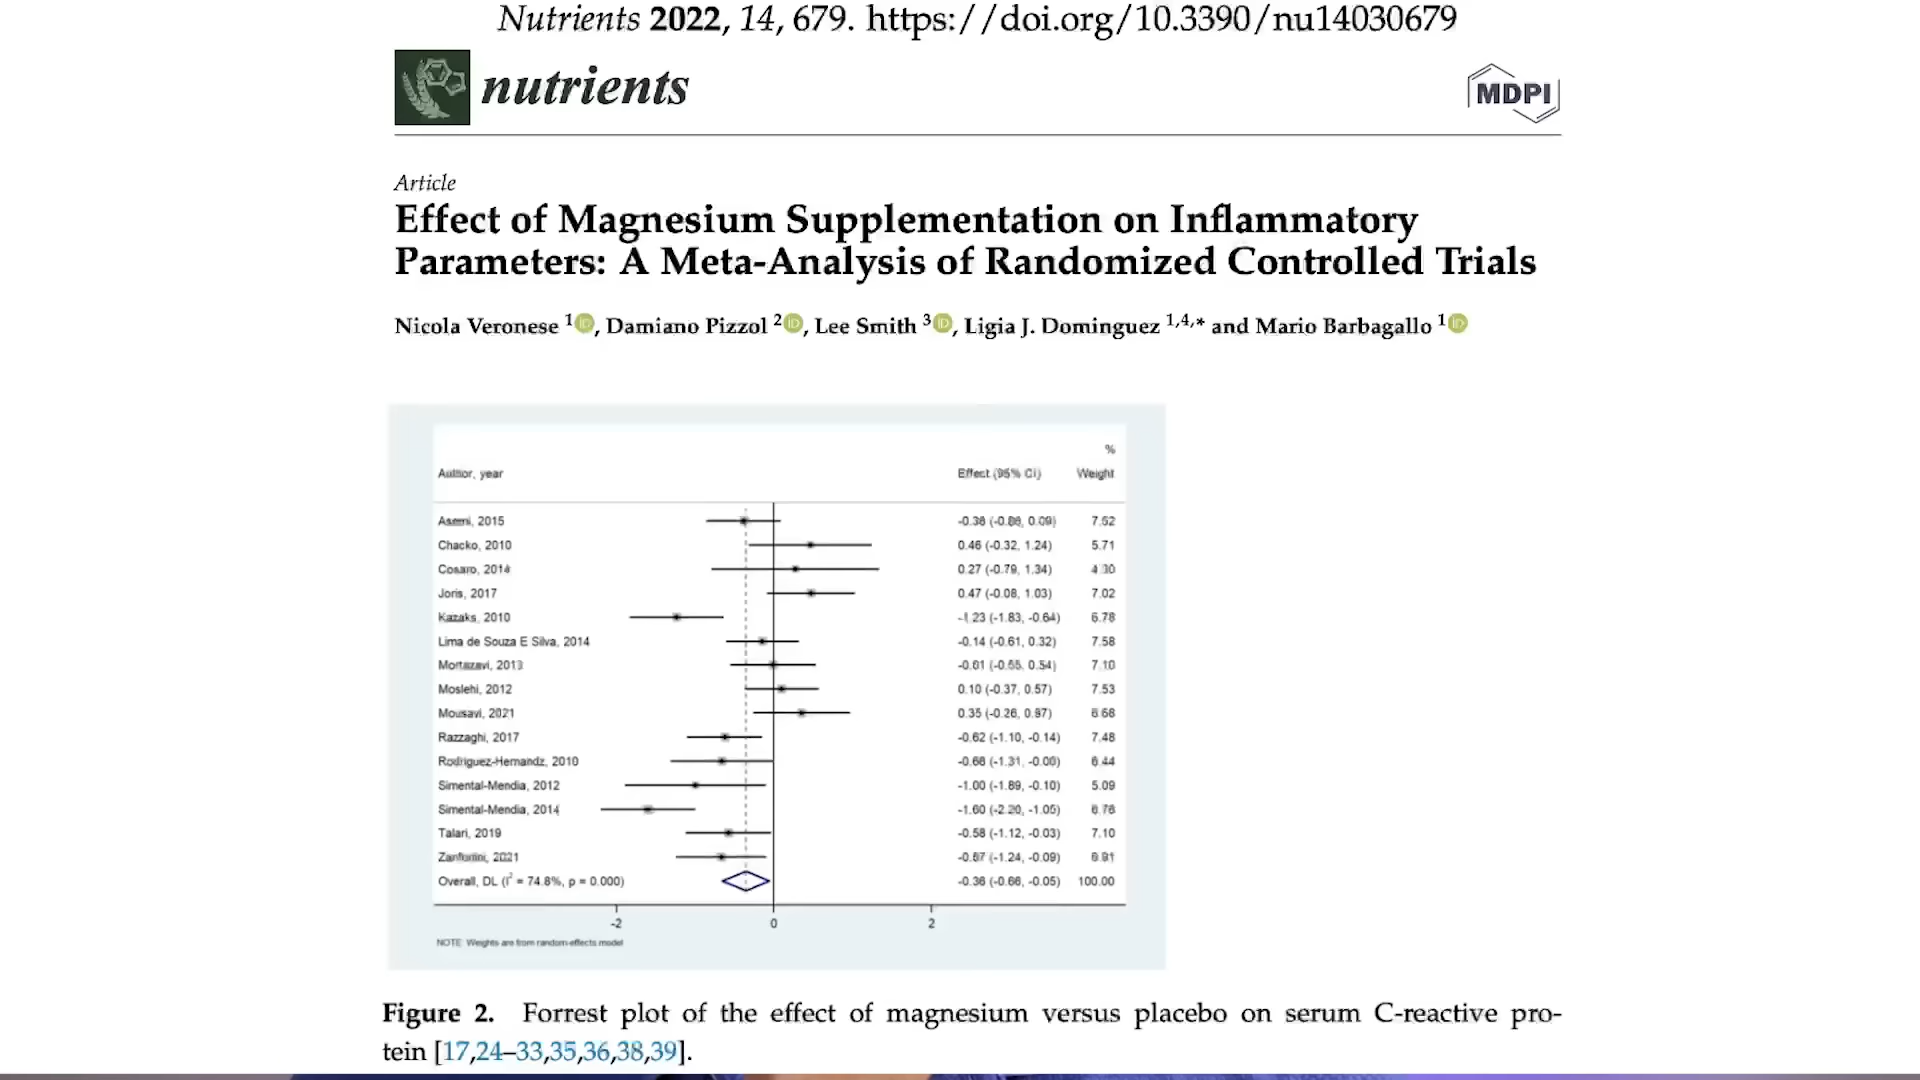 Nutrients 2022, 14, 679. https://doi.org/10.3390/nu14030679
nutrients
MDPI
Article
Effect of Magnesium Supplementation on Inflammatory
Parameters: A Meta-Analysis of Randomized Controlled Trials
Nicola Veronese 1, Damiano Pizzol 2, Lee Smith 3, Ligia J. Dominguez 1,4,* and Mario Barbagallo 1
%
Author, year Effect (95% CI) Weight
Asemi, 2015 -0.38 (-0.86, 0.09) 7.52
Chacko, 2010 0.46 (-0.32, 1.24) 5.71
Cosaro, 2014 0.27 (-0.79, 1.34) 4.30
Joris, 2017 0.47 (-0.08, 1.03) 7.02
Kazaks, 2010 -1.23 (-1.83, -0.64) 6.78
Lima de Souza E Silva, 2014 -0.14 (-0.61, 0.32) 7.58
Mortazavi, 2013 -0.01 (-0.55, 0.54) 7.10
Moslehi, 2012 0.10 (-0.37, 0.57) 7.53
Mousavi, 2021 0.35 (-0.26, 0.97) 6.66
Razzaghi, 2017 -0.62 (-1.10, -0.14) 7.48
Rodriguez-Hernandz, 2010 (-1.31, -0.00) 6.44
Simental-Mendia, 2012 -1.00 (-1.89, -0.10) 5.09
Simental-Mendia, 2014 -1.60 (-2.20, -1.05) 6.76
Talari, 2019 -0.58 (-1.12, -0.03) 7.10
2021 (-1.24, -0.09) 6.91
Overall, DL (I² = 74.8%, p = 0.000) -0.36 (-0.66, -0.05) 100.00
-2 0 2
NOTE: Weights are from random-effects model
Figure 2. Forrest plot of the effect of magnesium versus placebo on serum C-reactive pro-
tein [17,24–33,35,36,38,39].